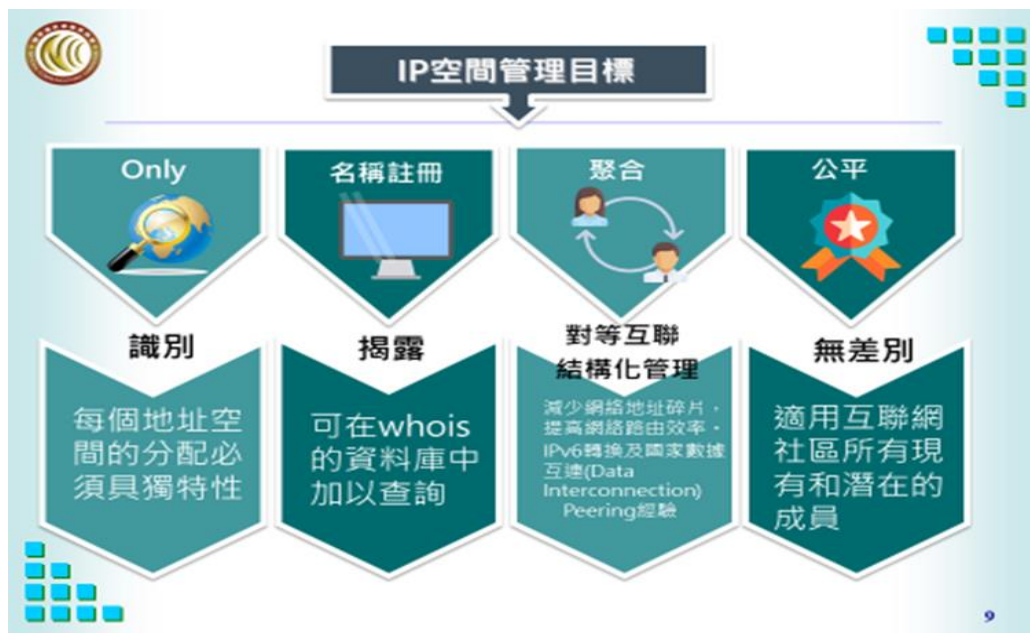 IP空間管理目標
Only
名稱註冊
聚合
公平
識別
揭露
對等互聯
結構化管理
無差別
每個地址空
間的分配必
須具獨特性
可在whois
的資料庫中
加以查詢
減少網絡地址碎片，
提高網絡路由效率。
IPv6轉換及國家數據
互連(Data
Interconnection)
Peering經驗
適用互聯網
社區所有現
有和潛在的
成員
9